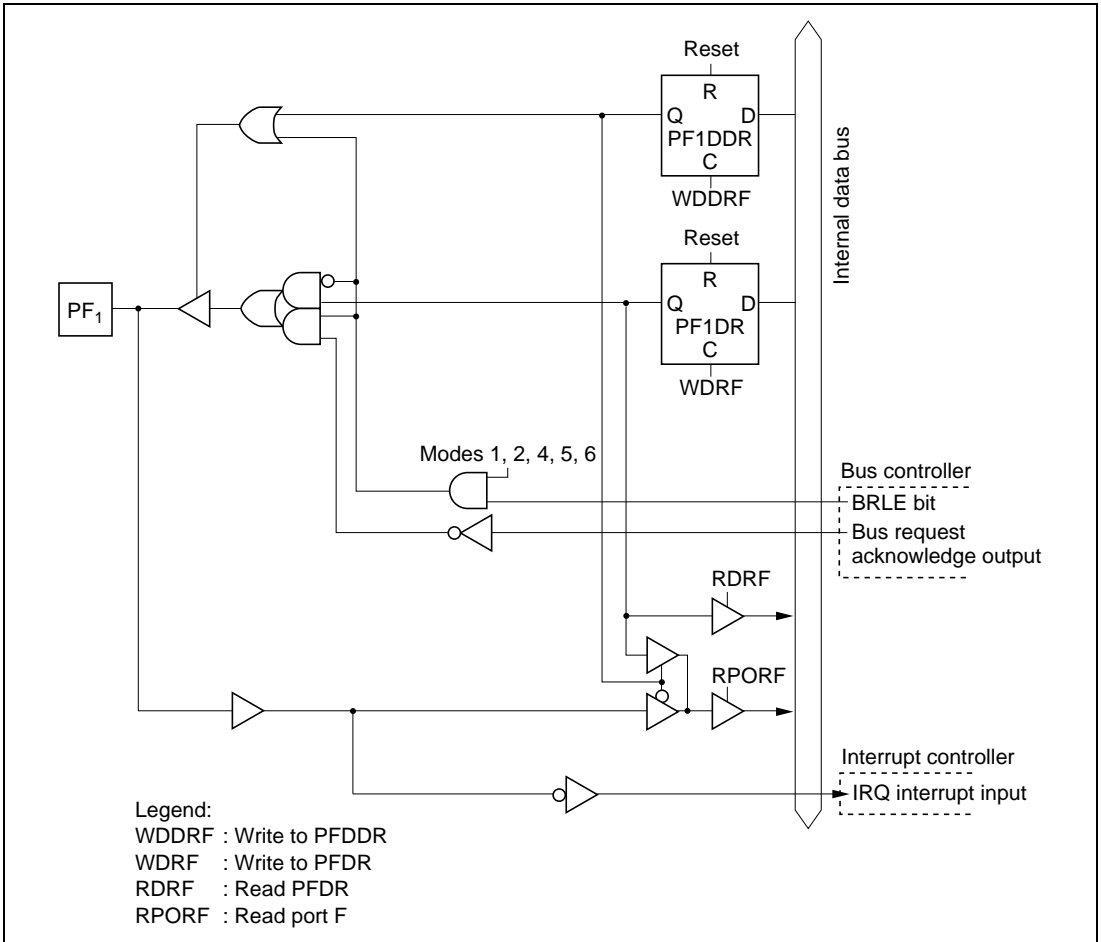 Reset
R
Q D
PF1DDR
C
WDDRF
Internal data bus
Reset
R
Q D
PF1DR
C
WDRF
PF1
Modes 1, 2, 4, 5, 6
Bus controller
BRLE bit
Bus request
acknowledge output
RDRF
RPORF
Interrupt controller
IRQ interrupt input
Legend:
WDDRF : Write to PFDDR
WDRF : Write to PFDR
RDRF : Read PFDR
RPORF : Read port F